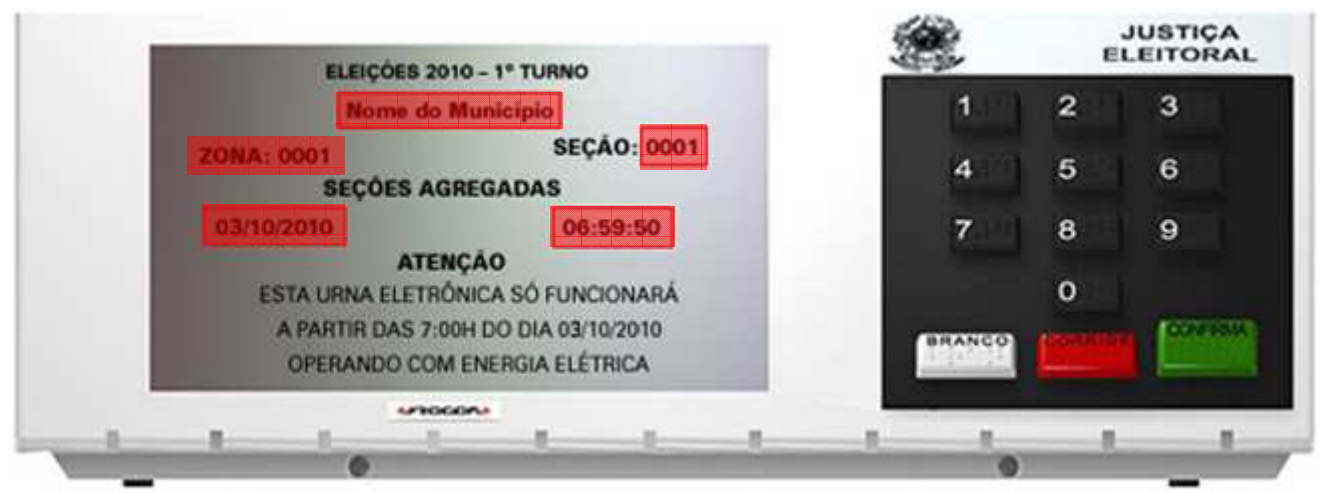 ELEIÇÕES 2010 – 1º TURNO
Nome do Município
ZONA: 0001
SEÇÃO: 0001
SEÇÕES AGREGADAS
03/10/2010
06:59:50
ATENÇÃO
ESTA URNA ELETRÔNICA SÓ FUNCIONARÁ
A PARTIR DAS 7:00H DO DIA 03/10/2010
OPERANDO COM ENERGIA ELÉTRICA
JUSTIÇA
ELEITORAL
1 2 3
4 5 6
7 8 9
0
BRANCO CORRIGE CONFIRMA